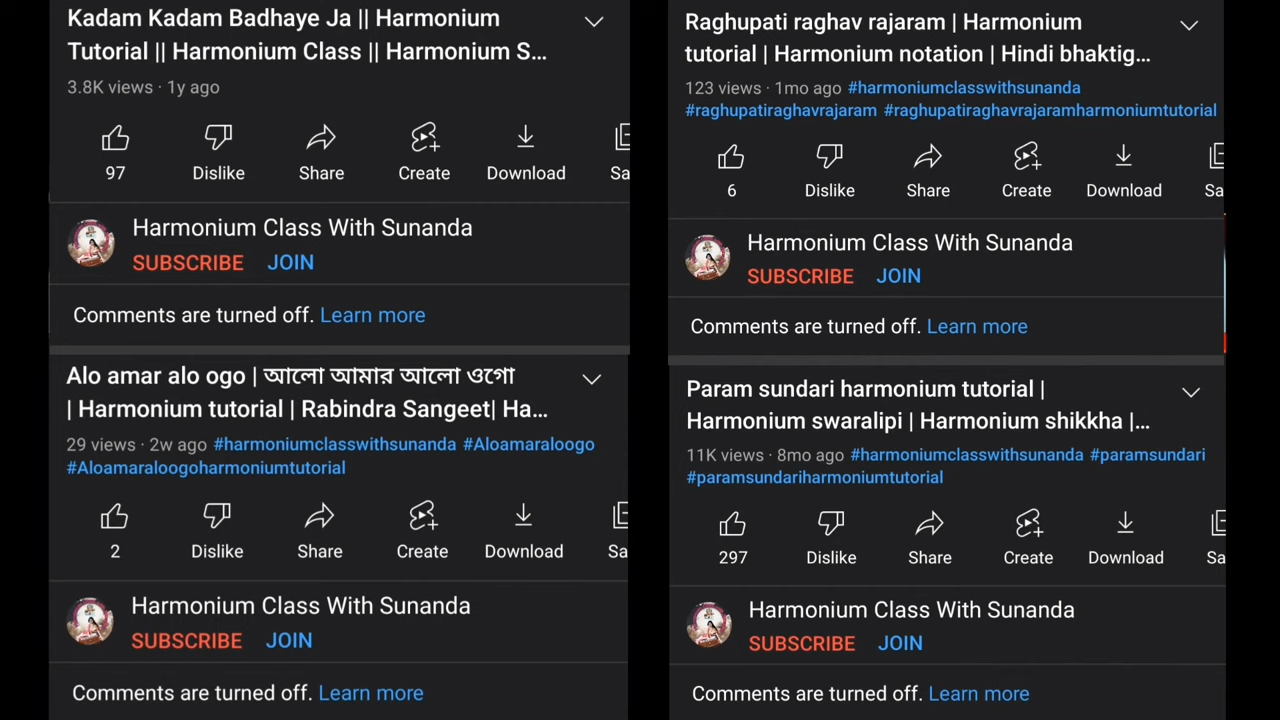 Kadam Kadam Badhaye Ja || Harmonium
Tutorial || Harmonium Class || Harmonium S...
3.8K views · 1y ago
97 Dislike Share Create Download Sa
Harmonium Class With Sunanda
SUBSCRIBE JOIN
Comments are turned off. Learn more
Alo amar alo ogo | আলো আমার আলো ওগো
| Harmonium tutorial | Rabindra Sangeet| Ha...
29 views · 2w ago #harmoniumclasswithsunanda #Aloamaraloogo
#Aloamaraloogoharmoniumtutorial
2 Dislike Share Create Download Sa
Harmonium Class With Sunanda
SUBSCRIBE JOIN
Comments are turned off. Learn more
Raghupati raghav rajaram | Harmonium
tutorial | Harmonium notation | Hindi bhaktig...
123 views · 1mo ago #harmoniumclasswithsunanda
#raghupatiraghavrajaram #raghupatiraghavrajaramharmoniumtutorial
6 Dislike Share Create Download Sa
Harmonium Class With Sunanda
SUBSCRIBE JOIN
Comments are turned off. Learn more
Param sundari harmonium tutorial |
Harmonium swaralipi | Harmonium shikkha |...
11K views · 8mo ago #harmoniumclasswithsunanda #paramsundari
#paramsundariharmoniumtutorial
297 Dislike Share Create Download Sa
Harmonium Class With Sunanda
SUBSCRIBE JOIN
Comments are turned off. Learn more